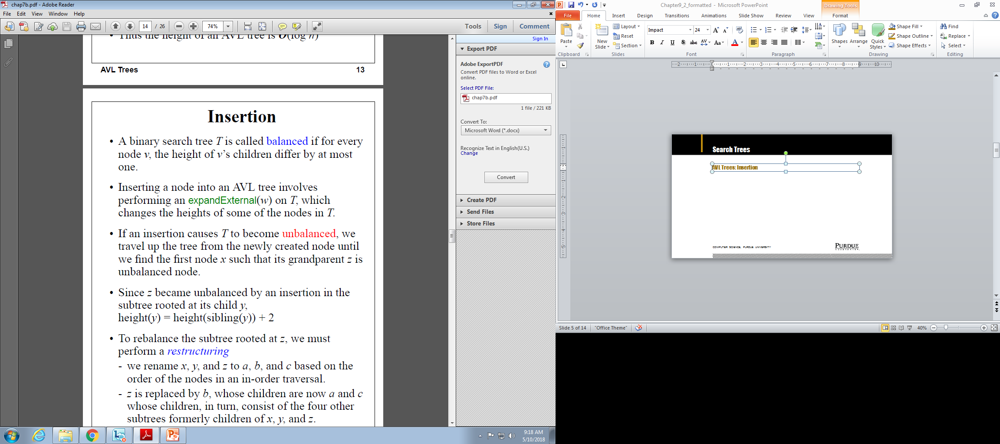 chap7b.pdf - Adobe Reader
File Edit View Window Help
14 / 26
74%
Tools Sign Comment
• Thus the height of an AVL tree is O(log n)
AVL Trees 13
Insertion
• A binary search tree T is called balanced if for every
node v, the height of v’s children differ by at most
one.
• Inserting a node into an AVL tree involves
performing an expandExternal(w) on T, which
changes the heights of some of the nodes in T.
• If an insertion causes T to become unbalanced, we
travel up the tree from the newly created node until
we find the first node x such that its grandparent z is
unbalanced node.
• Since z became unbalanced by an insertion in the
subtree rooted at its child y,
height(y) = height(sibling(y)) + 2
• To rebalance the subtree rooted at z, we must
perform a restructuring
- we rename x, y, and z to a, b, and c based on the
order of the nodes in an in-order traversal.
- z is replaced by b, whose children are now a and c
whose children, in turn, consist of the four other
subtrees formerly children of x, y, and z.
Sign In
Export PDF
Adobe ExportPDF
Convert PDF files to Word or Excel
online.
Select PDF File:
chap7b.pdf
1 file / 221 KB
Convert To:
Microsoft Word (*.docx)
Recognize Text in English(U.S.)
Change
Convert
Create PDF
Send Files
Store Files
9:18 AM
5/10/2018
Chapter9_2_formatted - Microsoft PowerPoint
Drawing Tools
File Home Insert Design Transitions Animations Slide Show Review View Format
Paste
Clipboard
New
Slide
Layout
Reset
Section
Slides
Impact 24
B I U S abc AV Aa A
Font
Paragraph
Shapes Arrange Quick
Styles
Shape Fill
Shape Outline
Shape Effects
Drawing
Find
Replace
Select
Editing
Search Trees
AVL Trees: Insertion
COMPUTER SCIENCE, PURDUE UNIVERSITY
PURDUE
UNIVERSITY
Slide 5 of 14 "Office Theme" 40%